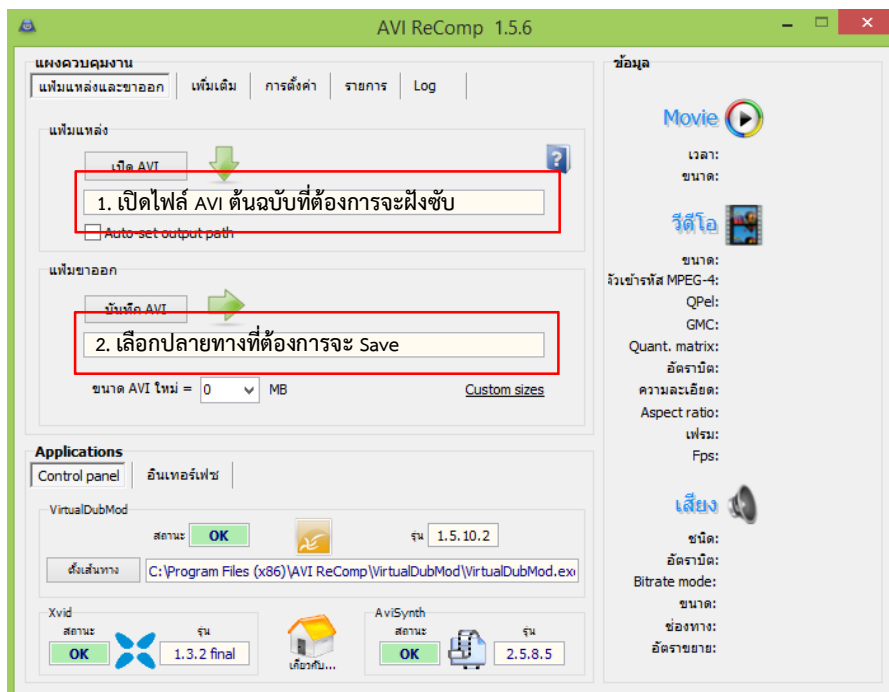 AVI ReComp 1.5.6
แผงควบคุมงาน
แฟ้มแหล่งและขาออก เพิ่มเติม การตั้งค่า รายการ Log
แฟ้มแหล่ง
เปิด AVI
1. เปิดไฟล์ AVI ต้นฉบับที่ต้องการจะฝังซับ
Auto-set output path
แฟ้มขาออก
บันทึก AVI
2. เลือกปลายทางที่ต้องการจะ Save
ขนาด AVI ใหม่ = 0 MB Custom sizes
Applications
Control panel อินเทอร์เฟซ
VirtualDubMod
สถานะ OK รุ่น 1.5.10.2
ตั้งเส้นทาง C:\Program Files (x86)\AVI ReComp\VirtualDubMod\VirtualDubMod.ex
Xvid
สถานะ รุ่น
OK 1.3.2 final
เกี่ยวกับ...
AviSynth
สถานะ รุ่น
OK 2.5.8.5
ข้อมูล
Movie
เวลา:
ขนาด:
วีดีโอ
ขนาด:
ตัวเข้ารหัส MPEG-4:
QPel:
GMC:
Quant. matrix:
อัตราบิต:
ความละเอียด:
Aspect ratio:
เฟรม:
Fps:
เสียง
ชนิด:
อัตราบิต:
Bitrate mode:
ขนาด:
ช่องทาง:
อัตราขยาย: